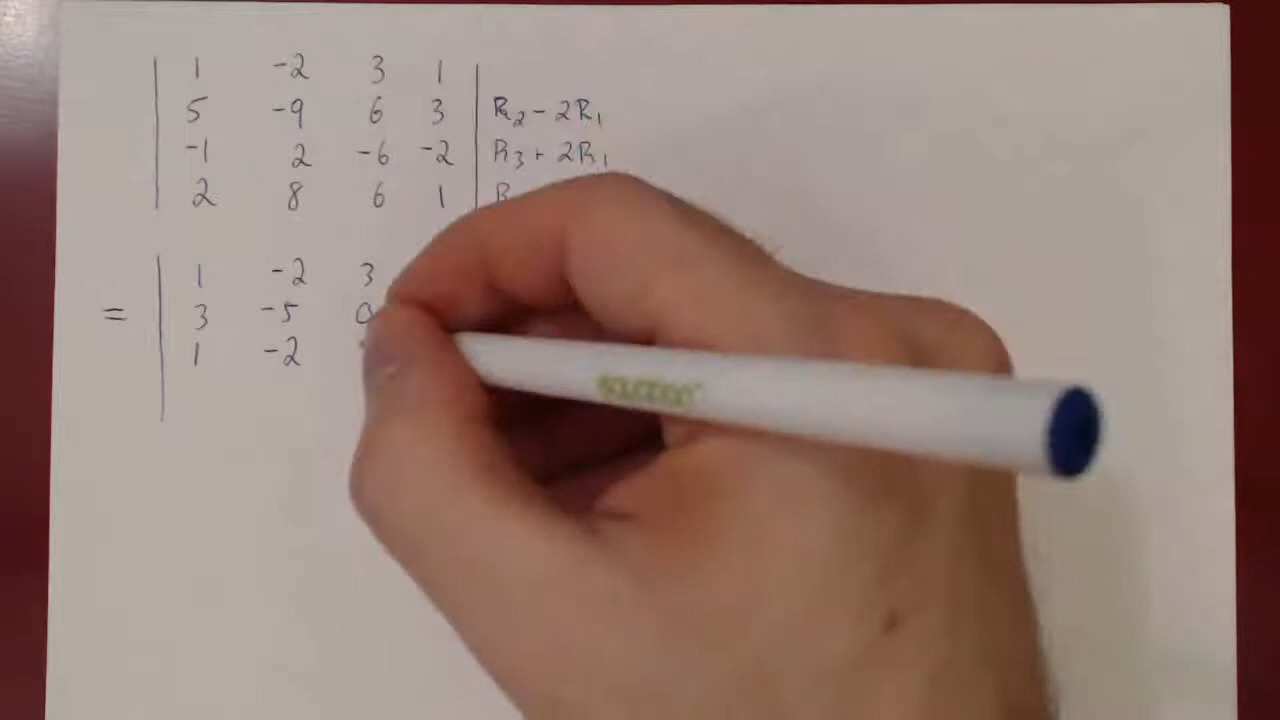 1 -2 3 1
5 -9 6 3 R₂ - 2R₁
-1 2 -6 -2 R₃ + 2R₁
2 8 6 1
1 -2 3
= 3 -5 0
1 -2